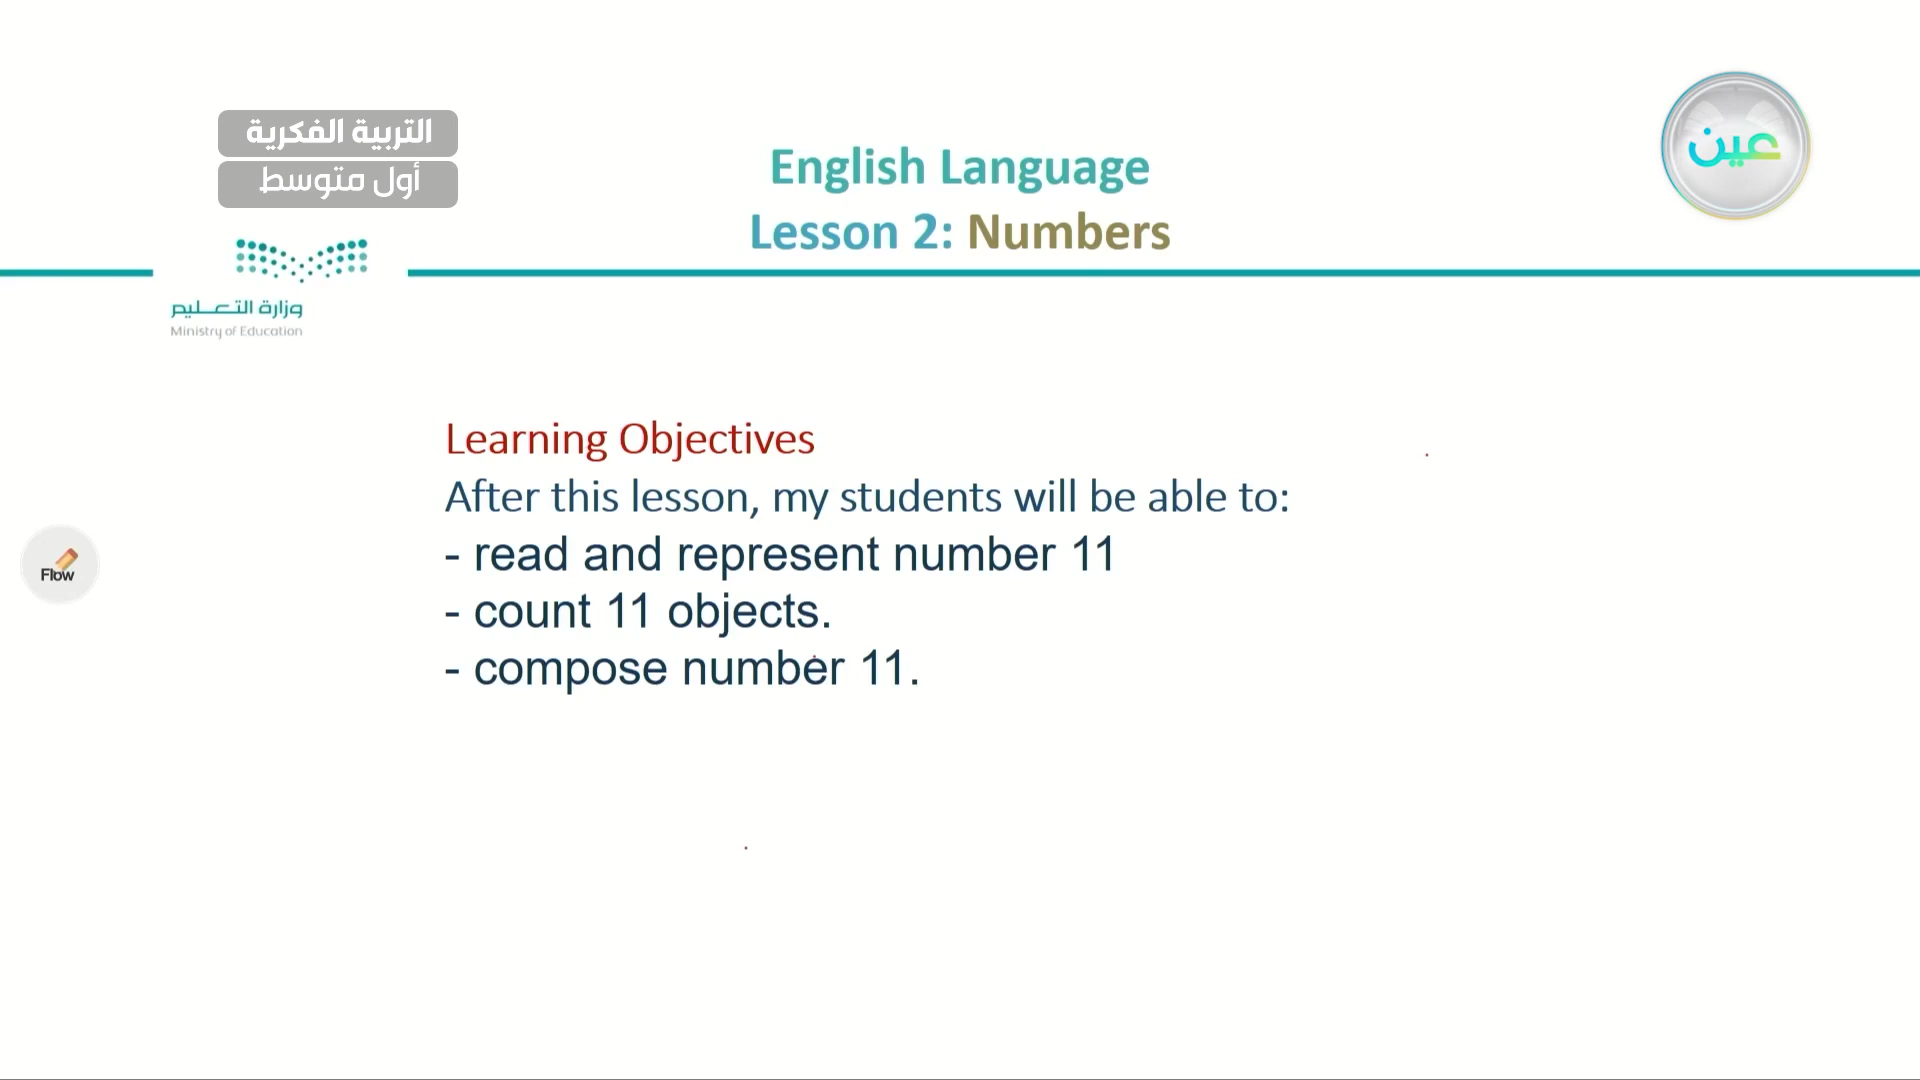 التربية الفكرية
أول متوسط
عين
English Language
Lesson 2: Numbers
وزارة التعليم
Ministry of Education
Learning Objectives
After this lesson, my students will be able to:
- read and represent number 11
- count 11 objects.
- compose number 11.
Flow